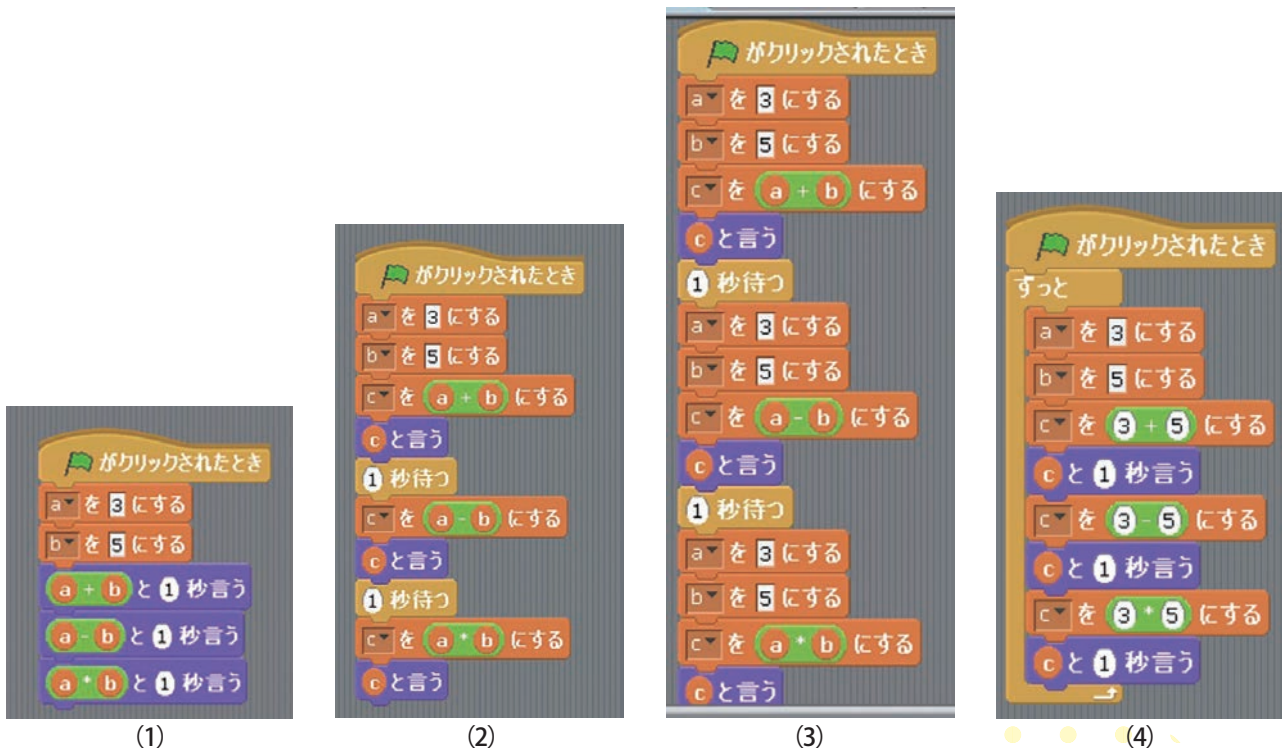 がクリックされたとき
a を 3 にする
b を 5 にする
a + b と 1 秒言う
a - b と 1 秒言う
a * b と 1 秒言う
(1)
がクリックされたとき
a を 3 にする
b を 5 にする
c を a + b にする
c と言う
1 秒待つ
c を a - b にする
c と言う
1 秒待つ
c を a * b にする
c と言う
(2)
がクリックされたとき
a を 3 にする
b を 5 にする
c を a + b にする
c と言う
1 秒待つ
a を 3 にする
b を 5 にする
c を a - b にする
c と言う
1 秒待つ
a を 3 にする
b を 5 にする
c を a * b にする
c と言う
(3)
がクリックされたとき
ずっと
a を 3 にする
b を 5 にする
c を 3 + 5 にする
c と 1 秒言う
c を 3 - 5 にする
c と 1 秒言う
c を 3 * 5 にする
c と 1 秒言う
(4)